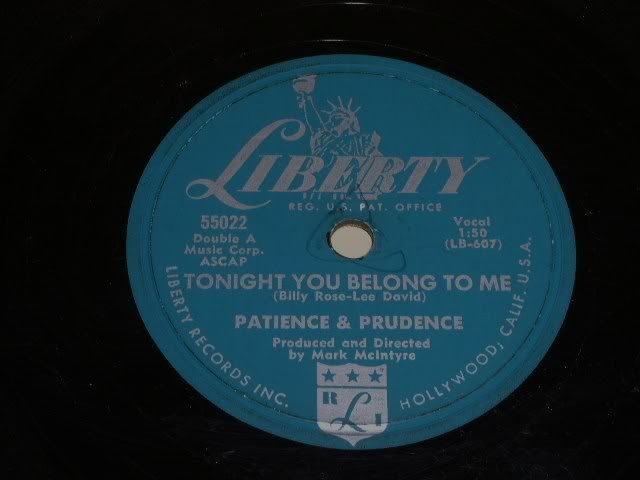 LIBERTY
REG. U.S. PAT. OFFICE
55022
Double A
Music Corp.
ASCAP
Vocal
1:50
(LB-607)
TONIGHT YOU BELONG TO ME
(Billy Rose-Lee David)
PATIENCE & PRUDENCE
Produced and Directed
by Mark McIntyre
LIBERTY RECORDS INC.
HOLLYWOOD, CALIF. U.S.A.
R L I